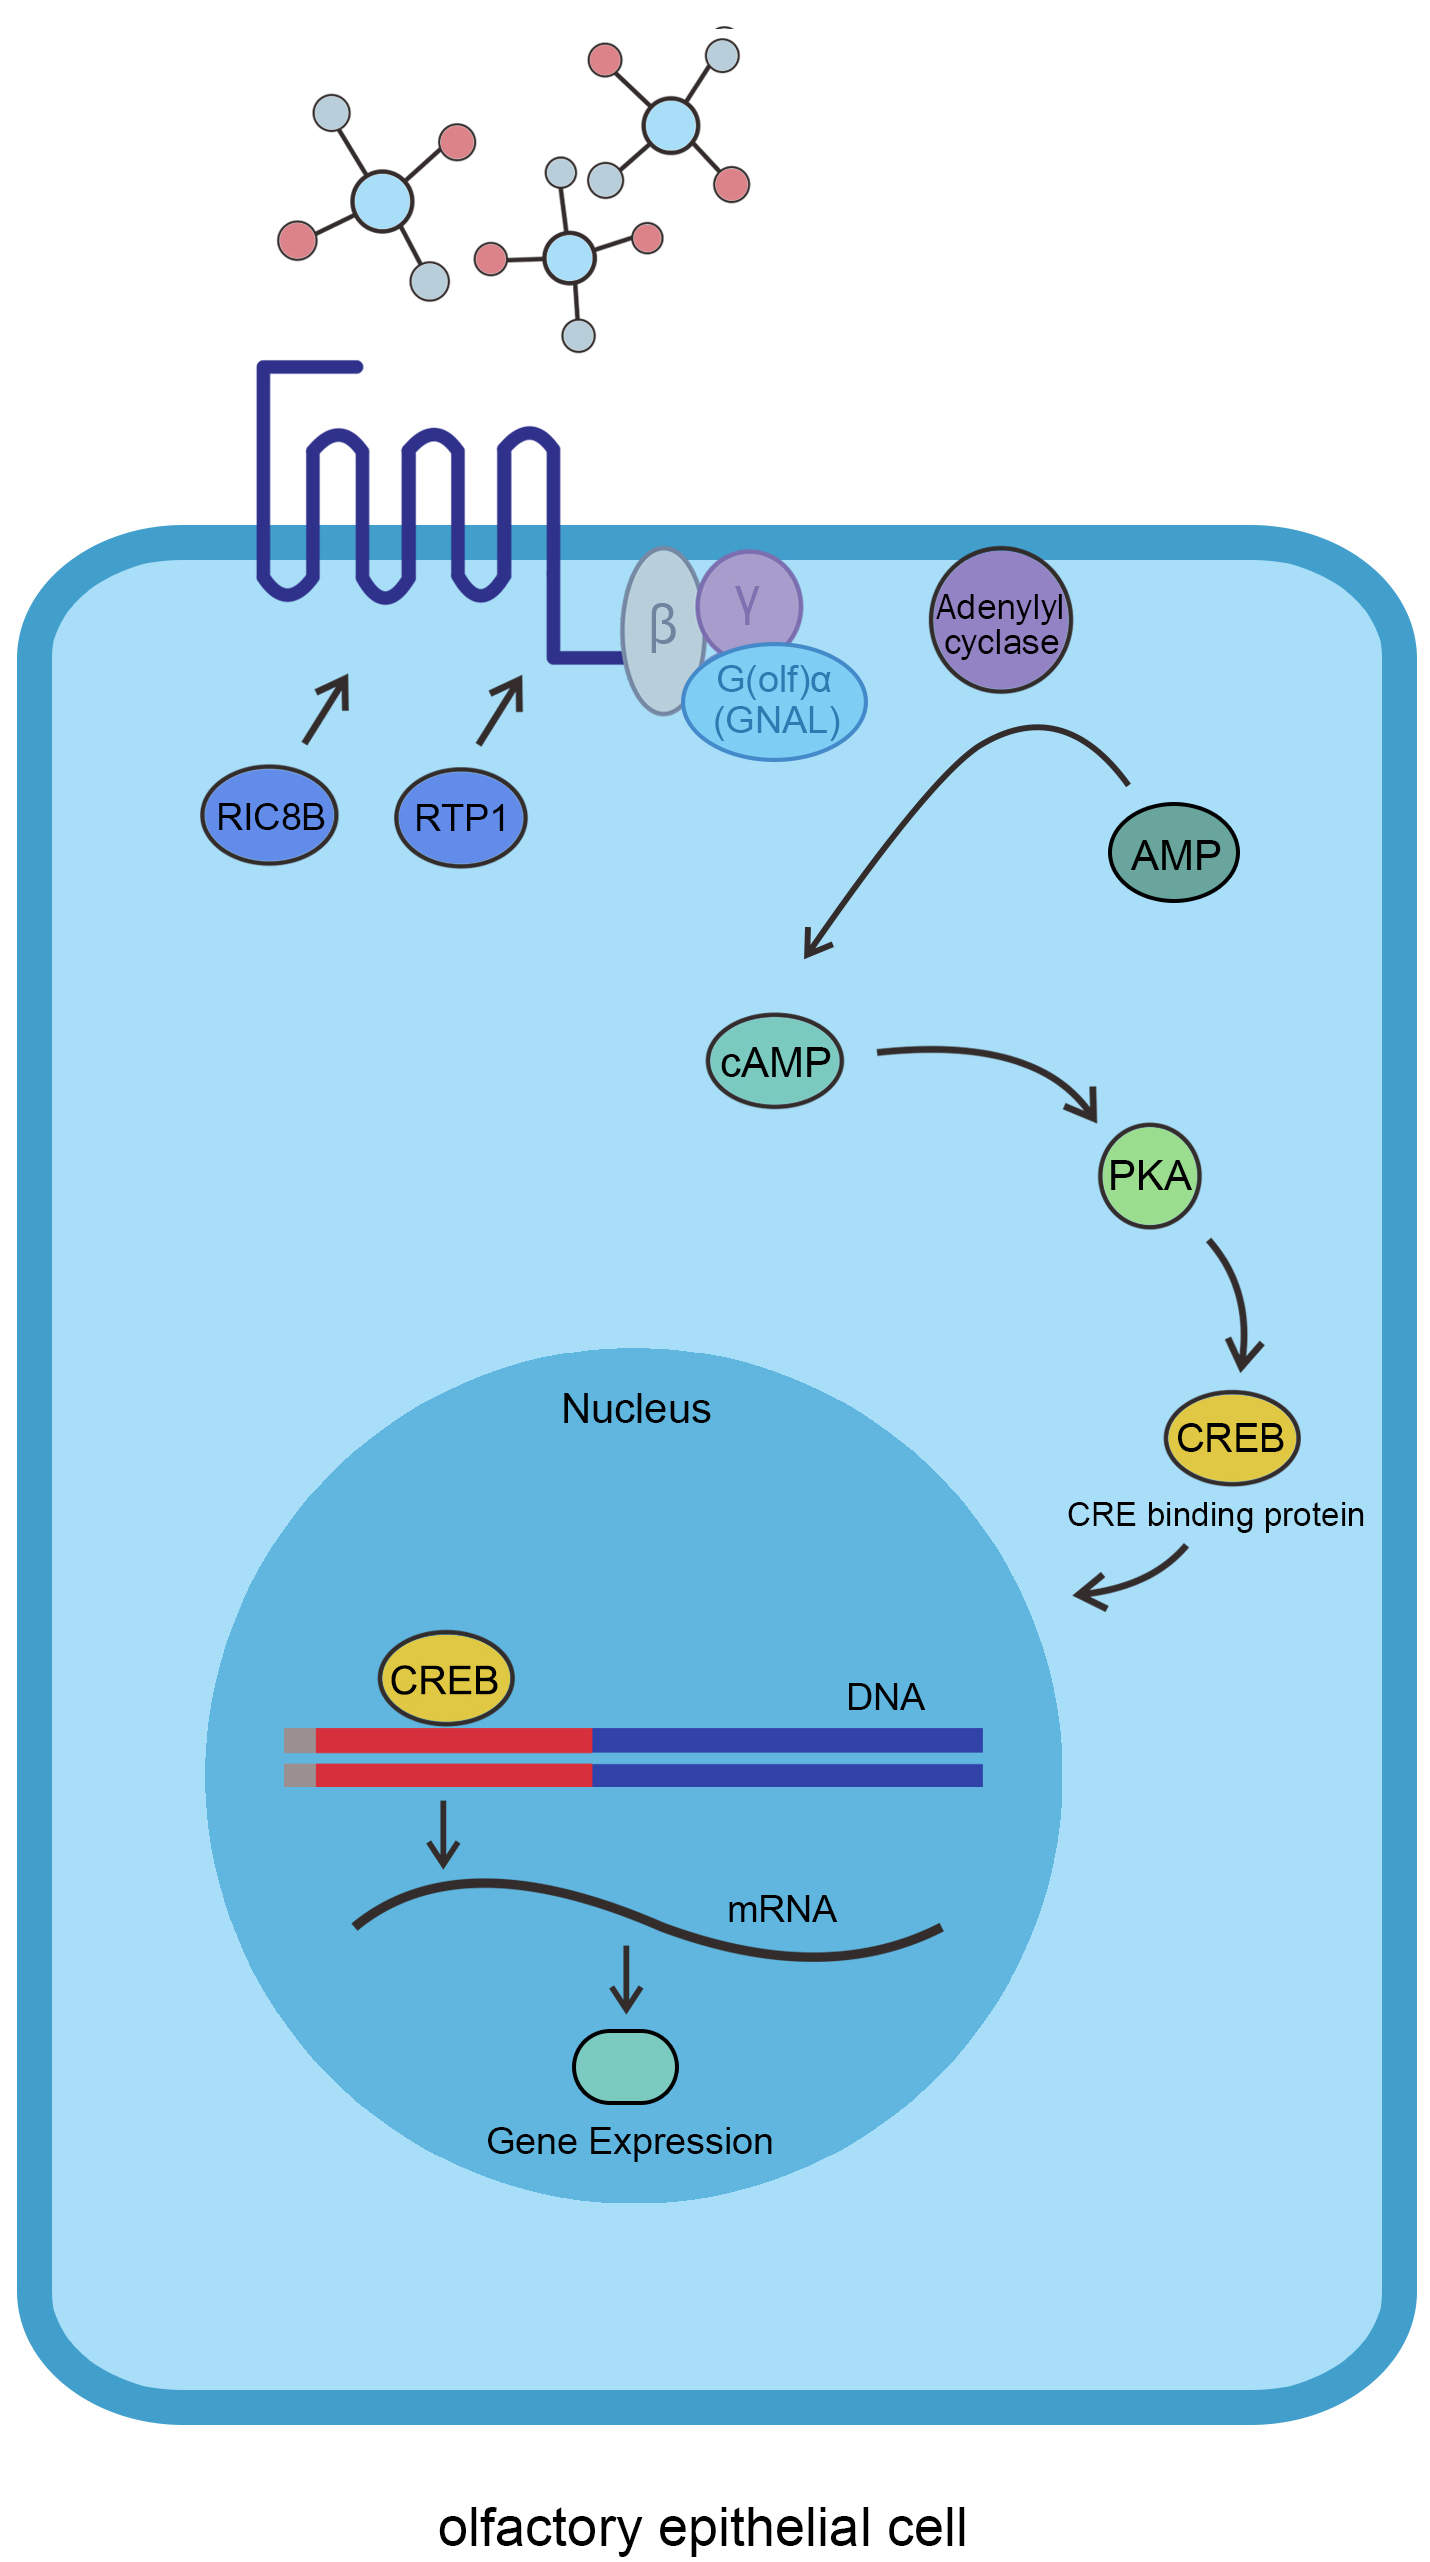 β
γ
G(olf)α
(GNAL)
Adenylyl
cyclase
RIC8B
RTP1
AMP
cAMP
PKA
CREB
CRE binding protein
Nucleus
CREB
DNA
mRNA
Gene Expression
olfactory epithelial cell